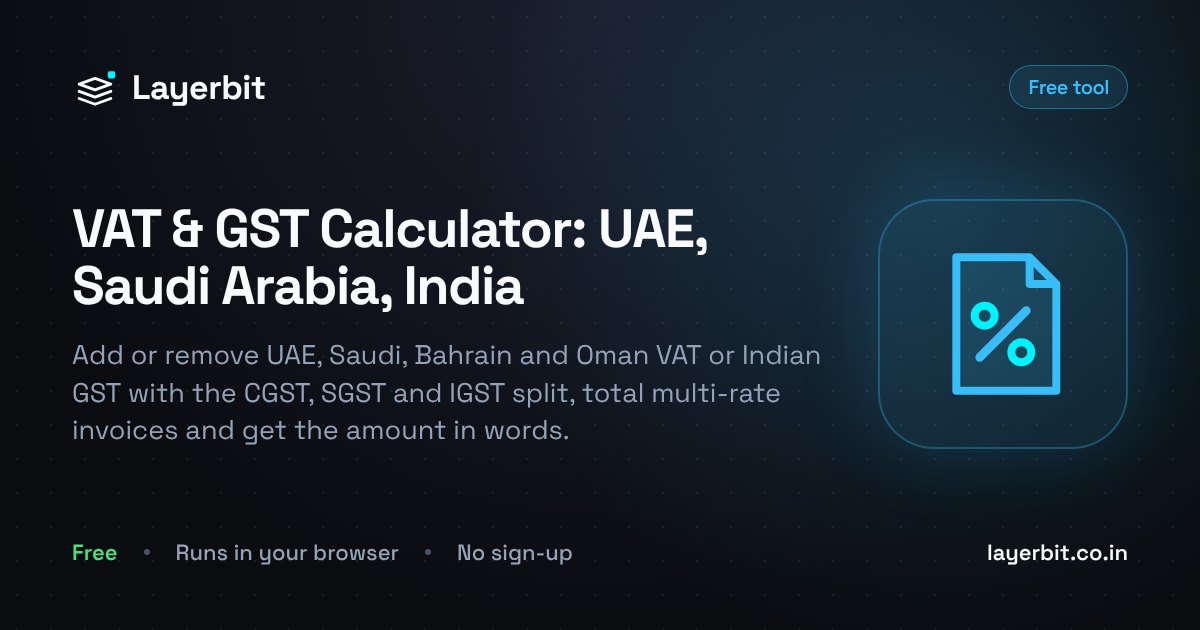 Layerbit
Free tool
VAT & GST Calculator: UAE,
Saudi Arabia, India
Add or remove UAE, Saudi, Bahrain and Oman VAT or Indian
GST with the CGST, SGST and IGST split, total multi-rate
invoices and get the amount in words.
Free • Runs in your browser • No sign-up
layerbit.co.in